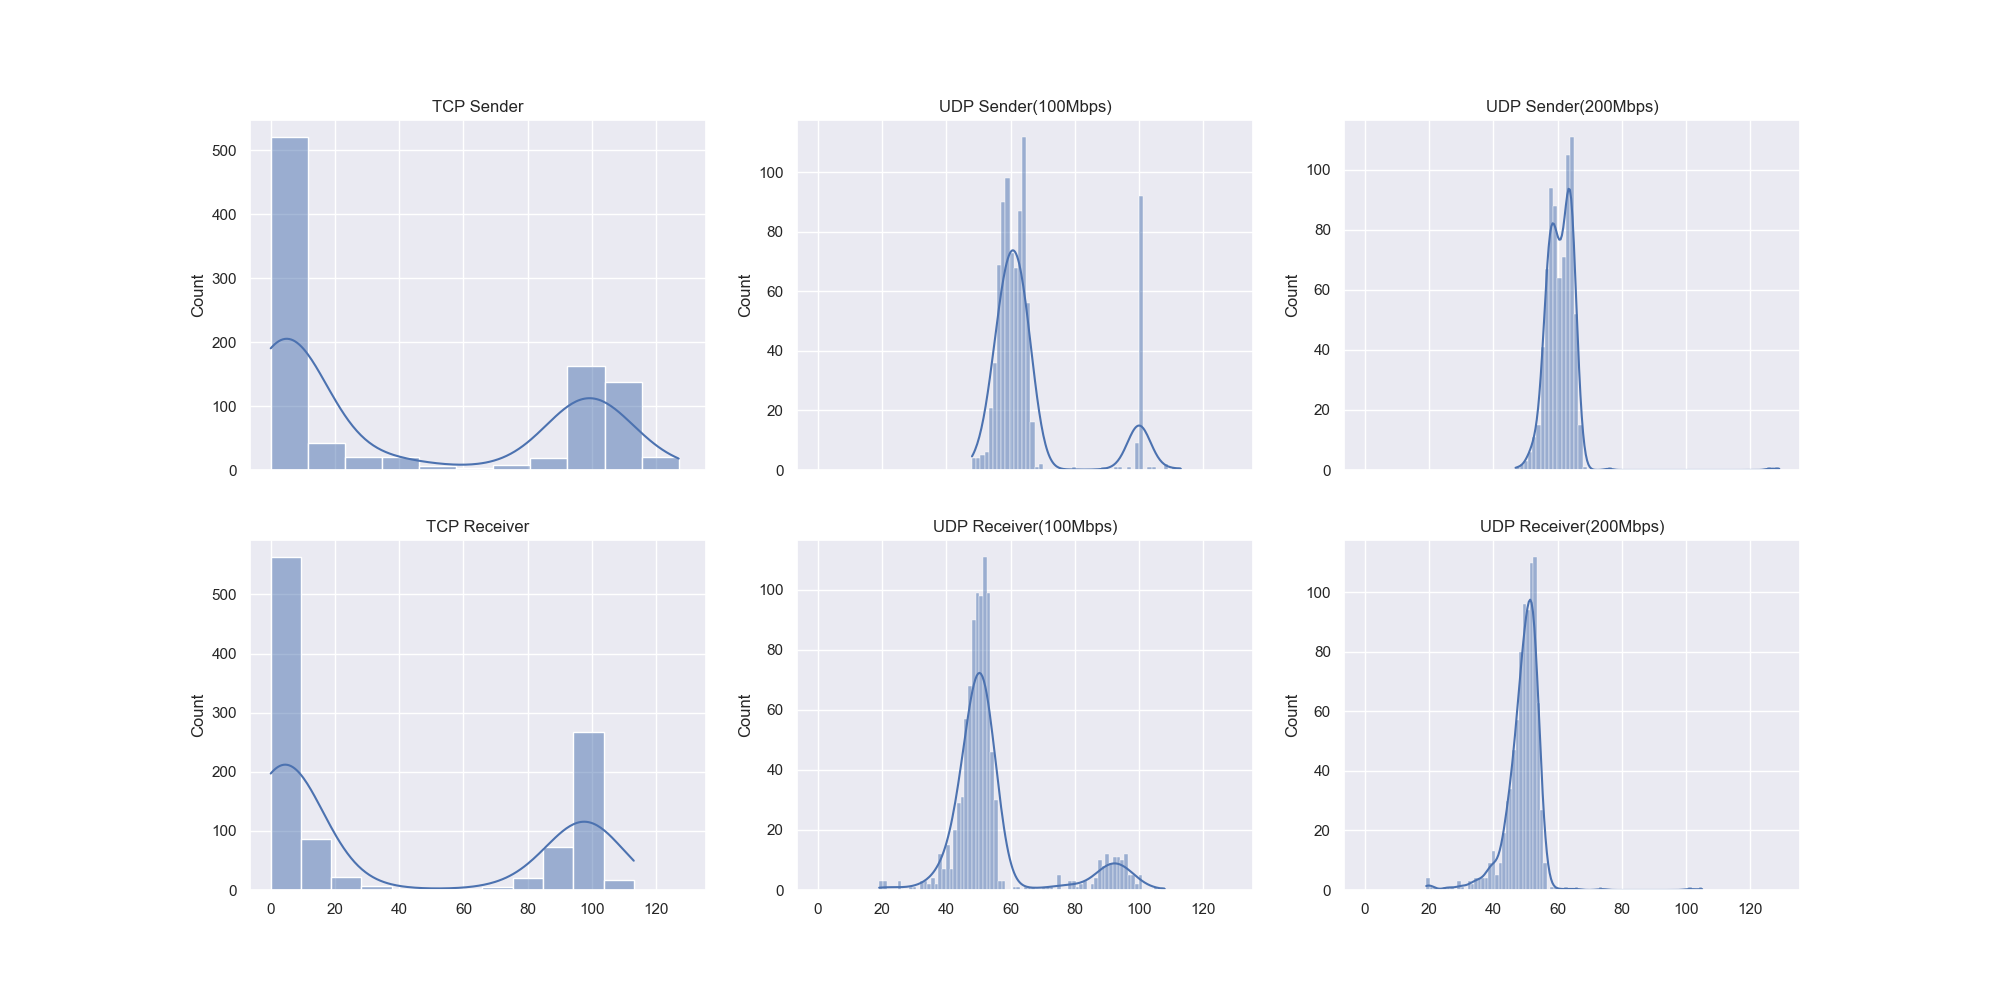 TCP Sender
UDP Sender(100Mbps)
UDP Sender(200Mbps)
Count
0
100
200
300
400
500
Count
0
20
40
60
80
100
Count
0
20
40
60
80
100
TCP Receiver
UDP Receiver(100Mbps)
UDP Receiver(200Mbps)
Count
0
100
200
300
400
500
0 20 40 60 80 100 120
Count
0
20
40
60
80
100
0 20 40 60 80 100 120
Count
0
20
40
60
80
100
0 20 40 60 80 100 120